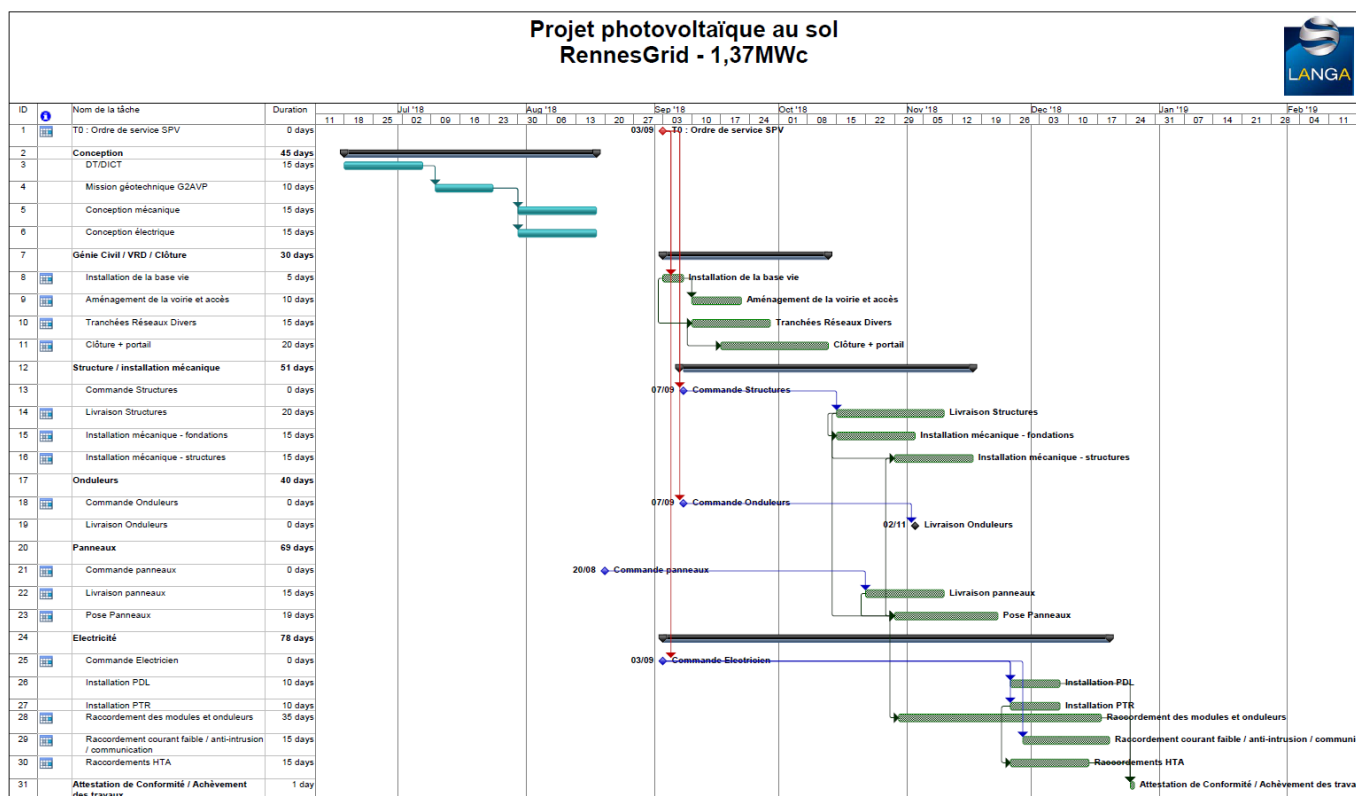 Projet photovoltaïque au sol
RennesGrid - 1,37MWc
LANGA
ID Nom de la tâche Duration Jul '18 Aug '18 Sep '18 Oct '18 Nov '18 Dec '18 Jan '19 Feb '19
11 18 25 02 09 16 23 30 06 13 20 27 03 10 17 24 01 08 15 22 29 05 12 19 26 03 10 17 24 31 07 14 21 28 04 11
1 T0 : Ordre de service SPV 0 days 03/09 T0 : Ordre de service SPV
2 Conception 45 days
3 DT/DICT 15 days
4 Mission géotechnique G2AVP 10 days
5 Conception mécanique 15 days
6 Conception électrique 15 days
7 Génie Civil / VRD / Clôture 30 days
8 Installation de la base vie 5 days Installation de la base vie
9 Aménagement de la voirie et accès 10 days Aménagement de la voirie et accès
10 Tranchées Réseaux Divers 15 days Tranchées Réseaux Divers
11 Clôture + portail 20 days Clôture + portail
12 Structure / installation mécanique 51 days
13 Commande Structures 0 days 07/09 Commande Structures
14 Livraison Structures 20 days Livraison Structures
15 Installation mécanique - fondations 15 days Installation mécanique - fondations
16 Installation mécanique - structures 15 days Installation mécanique - structures
17 Onduleurs 40 days
18 Commande Onduleurs 0 days 07/09 Commande Onduleurs
19 Livraison Onduleurs 0 days 02/11 Livraison Onduleurs
20 Panneaux 69 days
21 Commande panneaux 0 days 20/08 Commande panneaux
22 Livraison panneaux 15 days Livraison panneaux
23 Pose Panneaux 19 days Pose Panneaux
24 Electricité 78 days
25 Commande Electricien 0 days 03/09 Commande Electricien
26 Installation PDL 10 days Installation PDL
27 Installation PTR 10 days Installation PTR
28 Raccordement des modules et onduleurs 35 days Raccordement des modules et onduleurs
29 Raccordement courant faible / anti-intrusion 15 days Raccordement courant faible / anti-intrusion / communi
/ communication
30 Raccordements HTA 15 days Raccordements HTA
31 Attestation de Conformité / Achèvement 1 day Attestation de Conformité / Achèvement des trava
des travaux